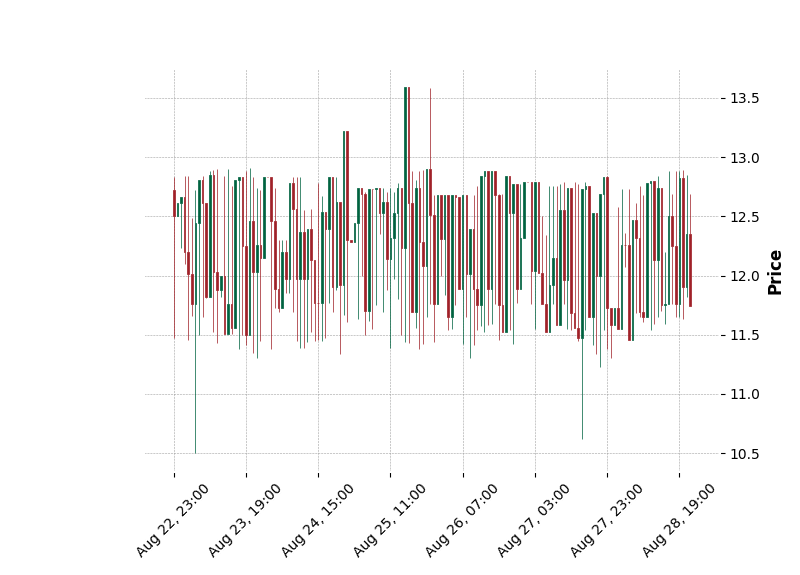 13.5
13.0
12.5
12.0
11.5
11.0
10.5
Price
Aug 22, 23:00
Aug 23, 19:00
Aug 24, 15:00
Aug 25, 11:00
Aug 26, 07:00
Aug 27, 03:00
Aug 27, 23:00
Aug 28, 19:00